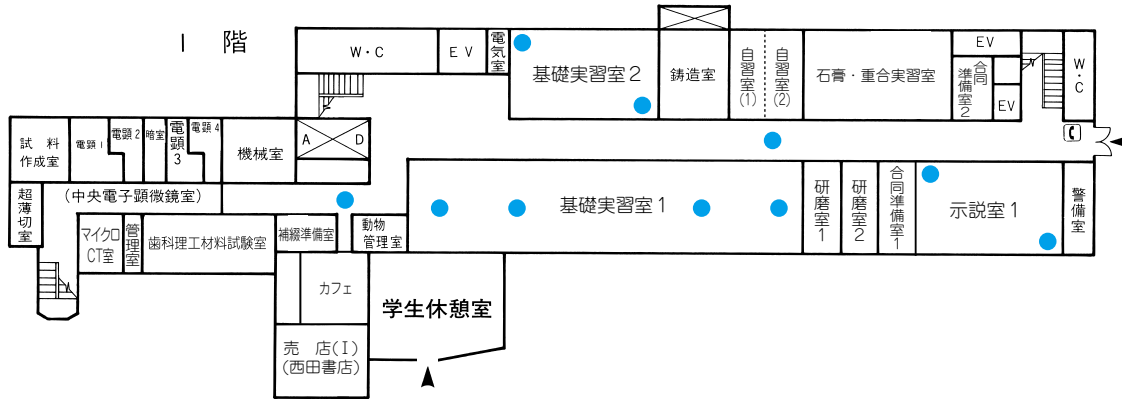 1 階
W・C
EV
電気室
基礎実習室2
鋳造室
自習室(1)
自習室(2)
石膏・重合実習室
EV
合同準備室2
EV
W・C
試料
作成室
電顕1
電顕2
暗室
電顕3
電顕4
機械室
A
D
超薄切室
(中央電子顕微鏡室)
マイクロ
CT室
管理室
歯科理工材料試験室
補綴準備室
動物
管理室
基礎実習室1
研磨室1
研磨室2
合同準備室1
示説室1
警備室
カフェ
学生休憩室
売 店(I)
(西田書店)